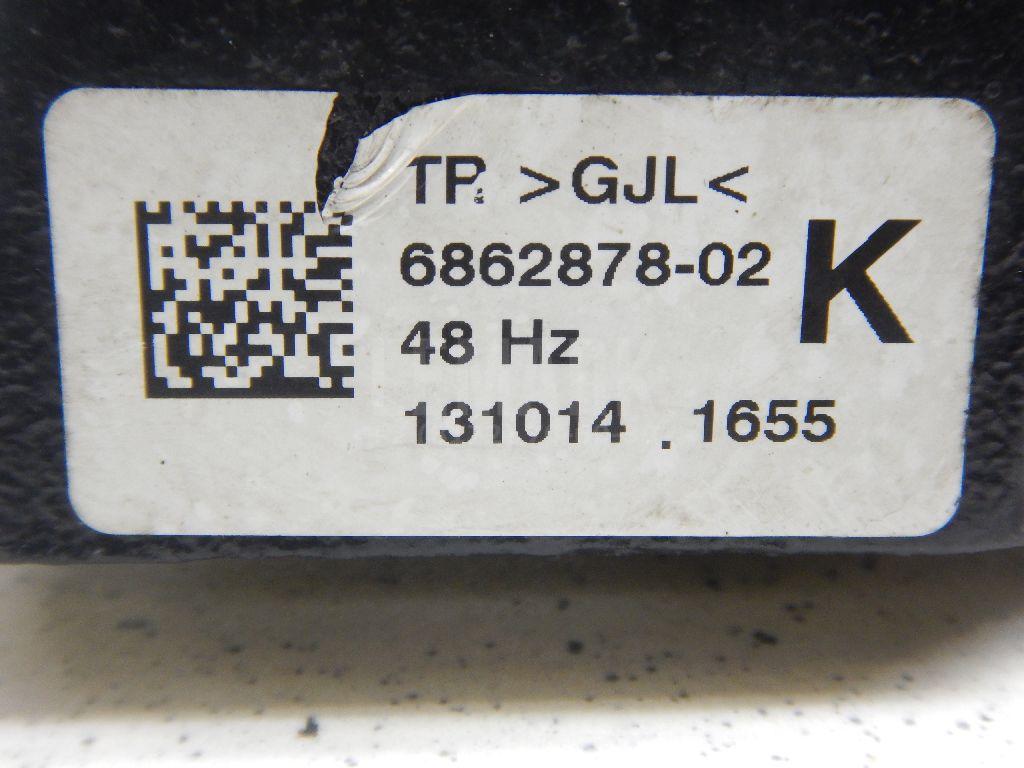 TP. >GJL<
6862878-02 K
48 Hz
131014 . 1655